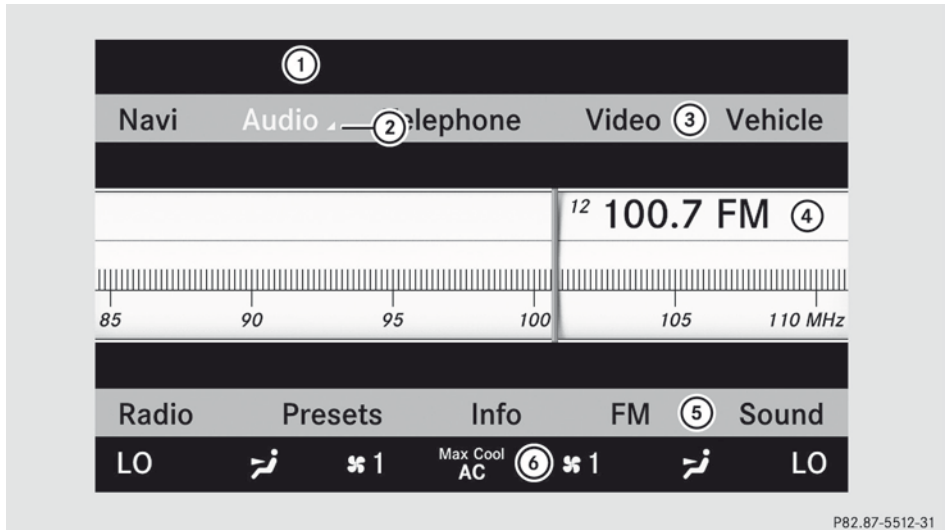 1
Navi Audio 2 elephone Video 3 Vehicle
12 100.7 FM 4
85 90 95 100 105 110 MHz
Radio Presets Info FM 5 Sound
LO 1 Max Cool AC 6 1 LO
P82.87-5512-31